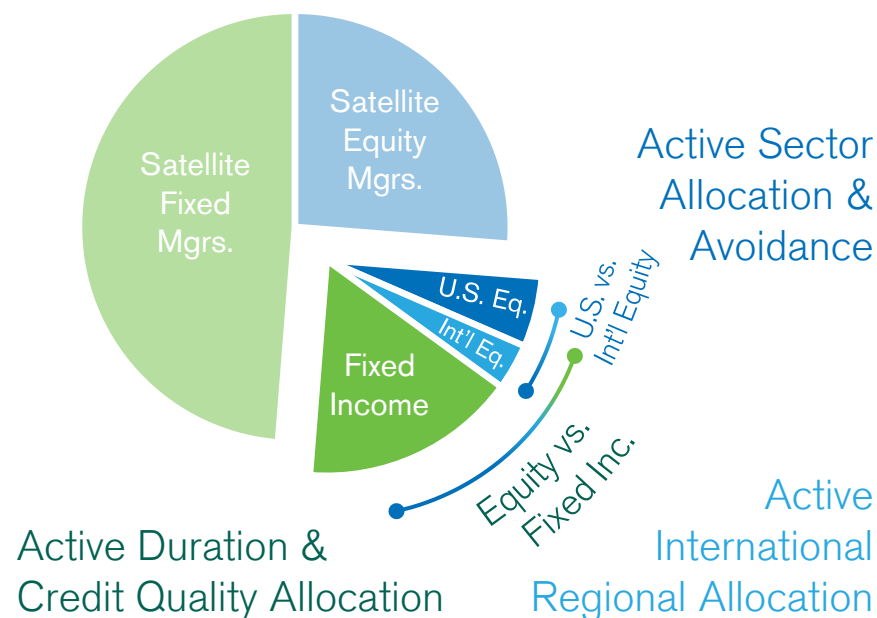 Satellite
Equity
Mgrs.
Satellite
Fixed
Mgrs.
Active Sector
Allocation &
Avoidance
U.S. Eq.
Int'l Eq.
U.S. vs.
Int'l Equity
Fixed
Income
Equity vs.
Fixed Inc.
Active Duration &
Credit Quality Allocation
Active
International
Regional Allocation